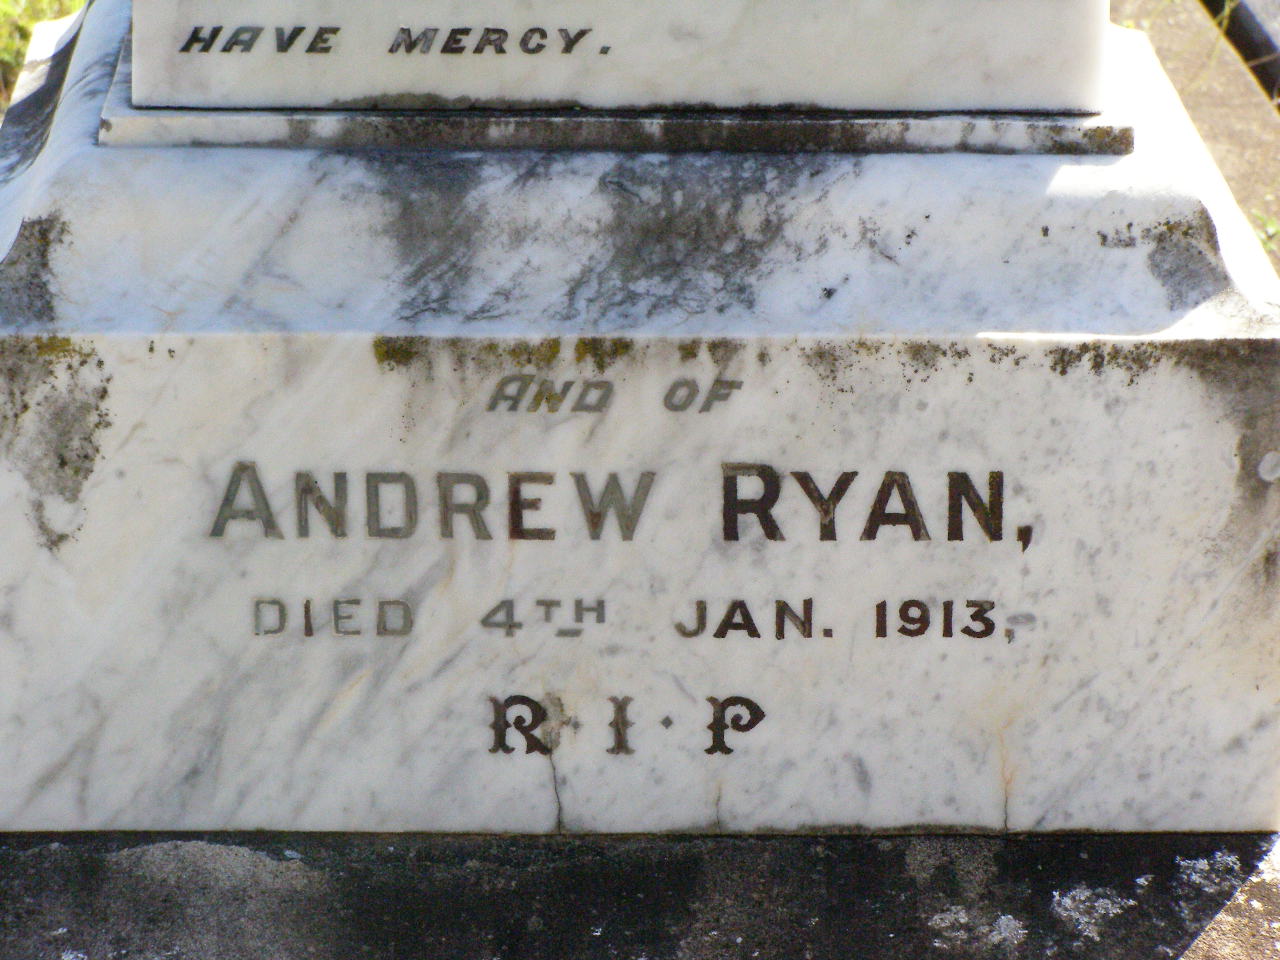 HAVE MERCY.
AND OF
ANDREW RYAN,
DIED 4TH JAN. 1913,
R·I·P